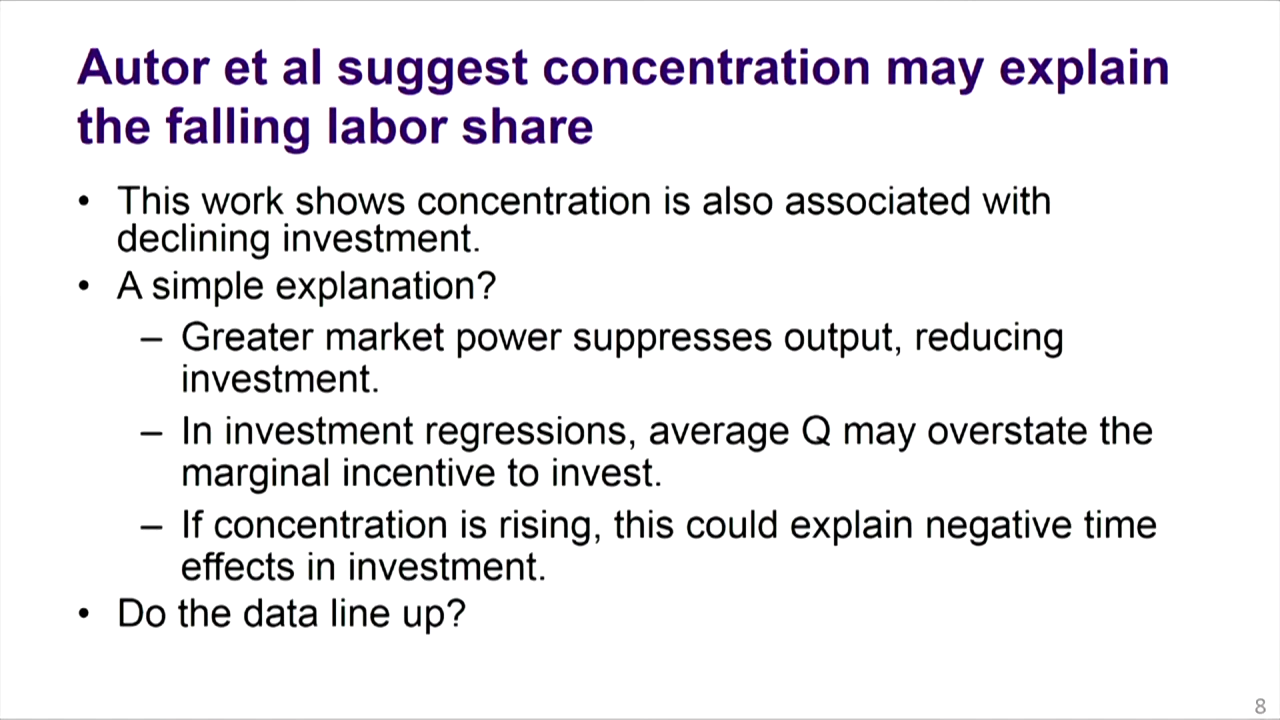 Autor et al suggest concentration may explain
the falling labor share
• This work shows concentration is also associated with
declining investment.
• A simple explanation?
– Greater market power suppresses output, reducing
investment.
– In investment regressions, average Q may overstate the
marginal incentive to invest.
– If concentration is rising, this could explain negative time
effects in investment.
• Do the data line up?
8